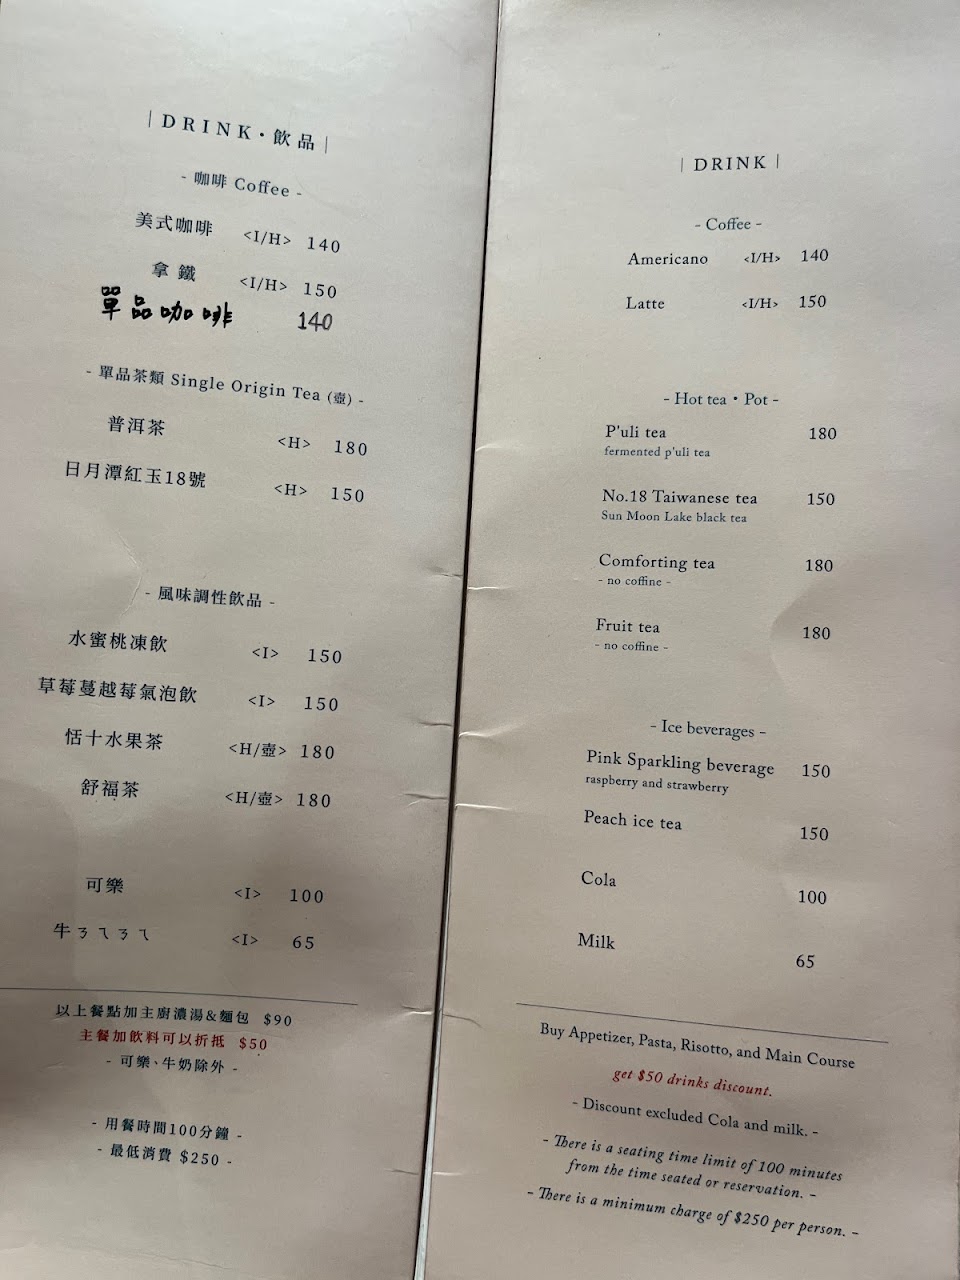 | DRINK・飲品 |
- 咖啡 Coffee -
美式咖啡 <I/H> 140
拿鐵 <I/H> 150
單品咖啡 140
- 單品茶類 Single Origin Tea (壺) -
普洱茶 <H> 180
日月潭紅玉18號 <H> 150
- 風味調性飲品 -
水蜜桃凍飲 <I> 150
草莓蔓越莓氣泡飲 <I> 150
恬十水果茶 <H/壺> 180
舒福茶 <H/壺> 180
可樂 <I> 100
牛ㄋㄟㄋㄟ <I> 65
以上餐點加主廚濃湯&麵包 $90
主餐加飲料可以折抵 $50
- 可樂、牛奶除外 -
- 用餐時間100分鐘 -
- 最低消費 $250 -
| DRINK |
- Coffee -
Americano <I/H> 140
Latte <I/H> 150
- Hot tea・Pot -
P'uli tea 180
fermented p'uli tea
No.18 Taiwanese tea 150
Sun Moon Lake black tea
Comforting tea 180
- no coffine -
Fruit tea 180
- no coffine -
- Ice beverages -
Pink Sparkling beverage 150
raspberry and strawberry
Peach ice tea 150
Cola 100
Milk 65
Buy Appetizer, Pasta, Risotto, and Main Course
get $50 drinks discount.
- Discount excluded Cola and milk. -
- There is a seating time limit of 100 minutes
from the time seated or reservation. -
- There is a minimum charge of $250 per person. -